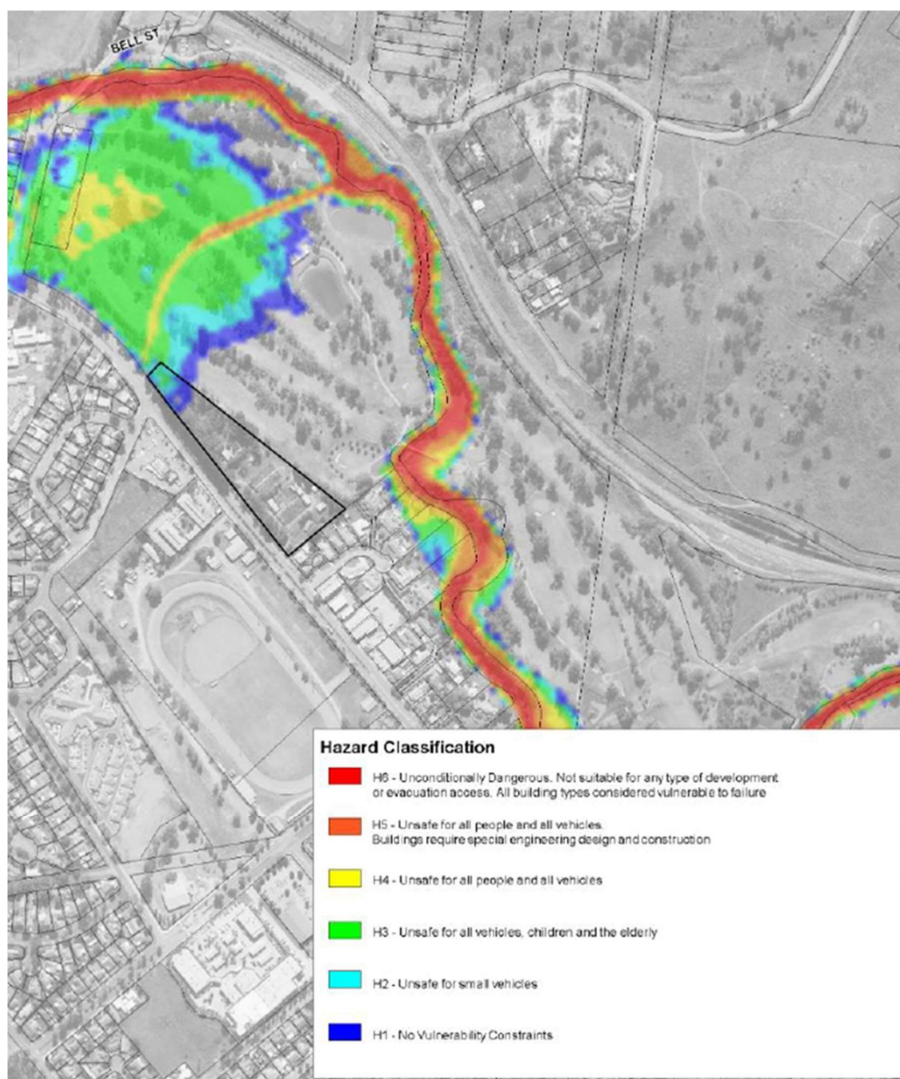 BELL ST
Hazard Classification
H6 - Unconditionally Dangerous. Not suitable for any type of development
or evacuation access. All building types considered vulnerable to failure
H5 - Unsafe for all people and all vehicles.
Buildings require special engineering design and construction
H4 - Unsafe for all people and all vehicles
H3 - Unsafe for all vehicles, children and the elderly
H2 - Unsafe for small vehicles
H1 - No Vulnerability Constraints